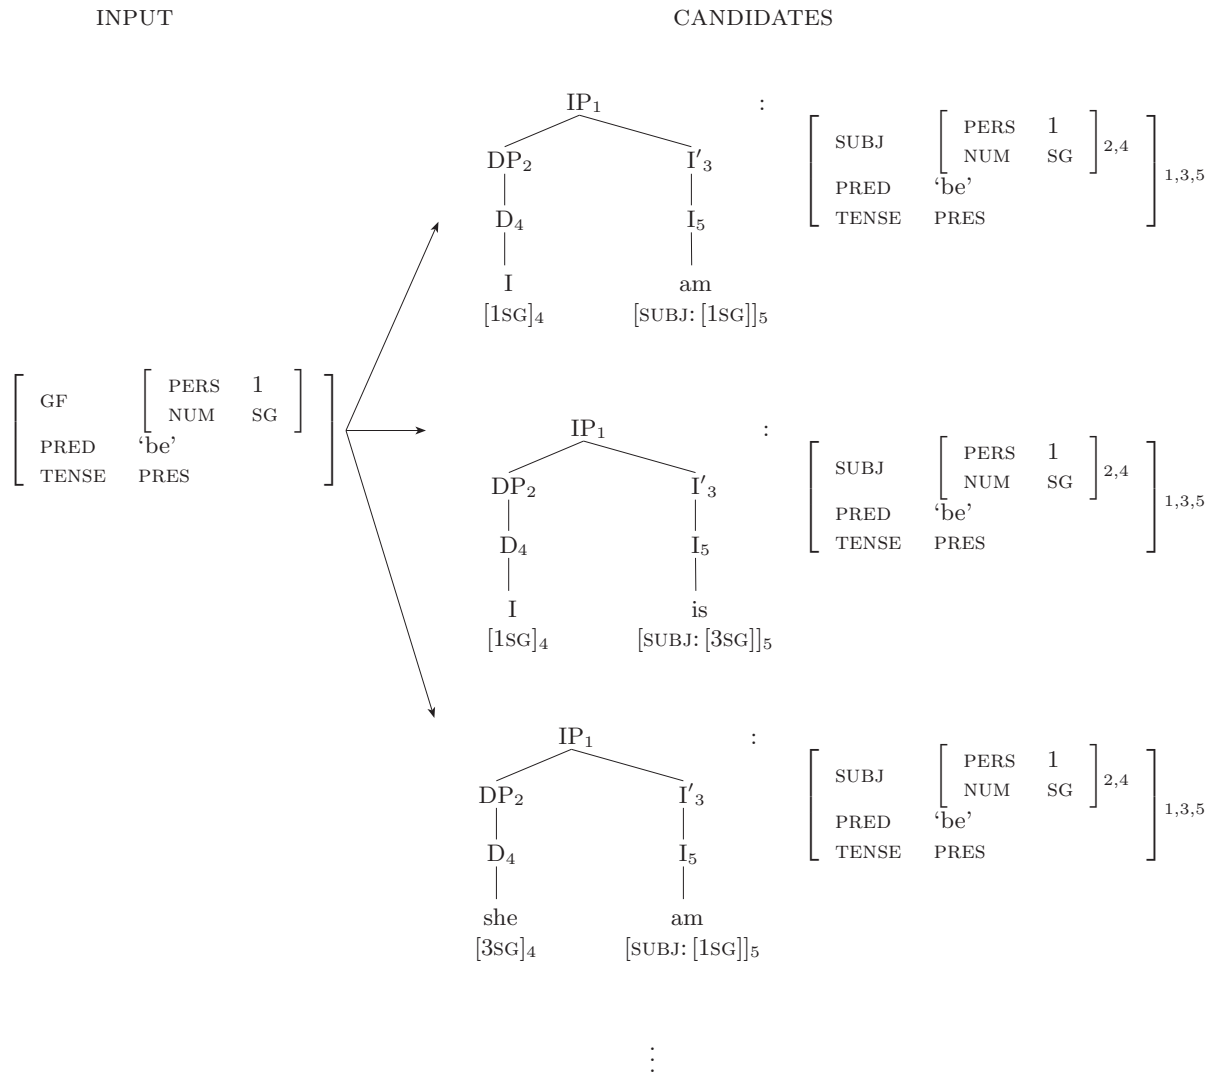 INPUT CANDIDATES
IP₁ :
DP₂ I′₃
D₄ I₅
I am
[1SG]₄ [SUBJ: [1SG]]₅
SUBJ [ PERS 1
NUM SG ]₂,₄
PRED ‘be’
TENSE PRES ₁,₃,₅
GF [ PERS 1
NUM SG ]
PRED ‘be’
TENSE PRES
IP₁ :
DP₂ I′₃
D₄ I₅
I is
[1SG]₄ [SUBJ: [3SG]]₅
SUBJ [ PERS 1
NUM SG ]₂,₄
PRED ‘be’
TENSE PRES ₁,₃,₅
IP₁ :
DP₂ I′₃
D₄ I₅
she am
[3SG]₄ [SUBJ: [1SG]]₅
SUBJ [ PERS 1
NUM SG ]₂,₄
PRED ‘be’
TENSE PRES ₁,₃,₅
⋮